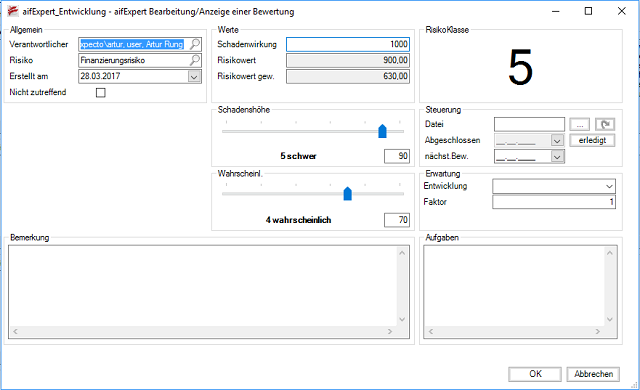 aifExpert_Entwicklung - aifExpert Bearbeitung/Anzeige einer Bewertung
Allgemein
Verantwortlicher xpecto\artur, user, Artur Rung
Risiko Finanzierungsrisiko
Erstellt am 28.03.2017
Nicht zutreffend
Werte
Schadenwirkung 1000
Risikowert 900,00
Risikowert gew. 630,00
RisikoKlasse
5
Schadenshöhe
5 schwer 90
Steuerung
Datei ...
Abgeschlossen __.__.____ erledigt
nächst.Bew. __.__.____
Wahrscheinl.
4 wahrscheinlich 70
Erwartung
Entwicklung
Faktor 1
Bemerkung
Aufgaben
OK Abbrechen